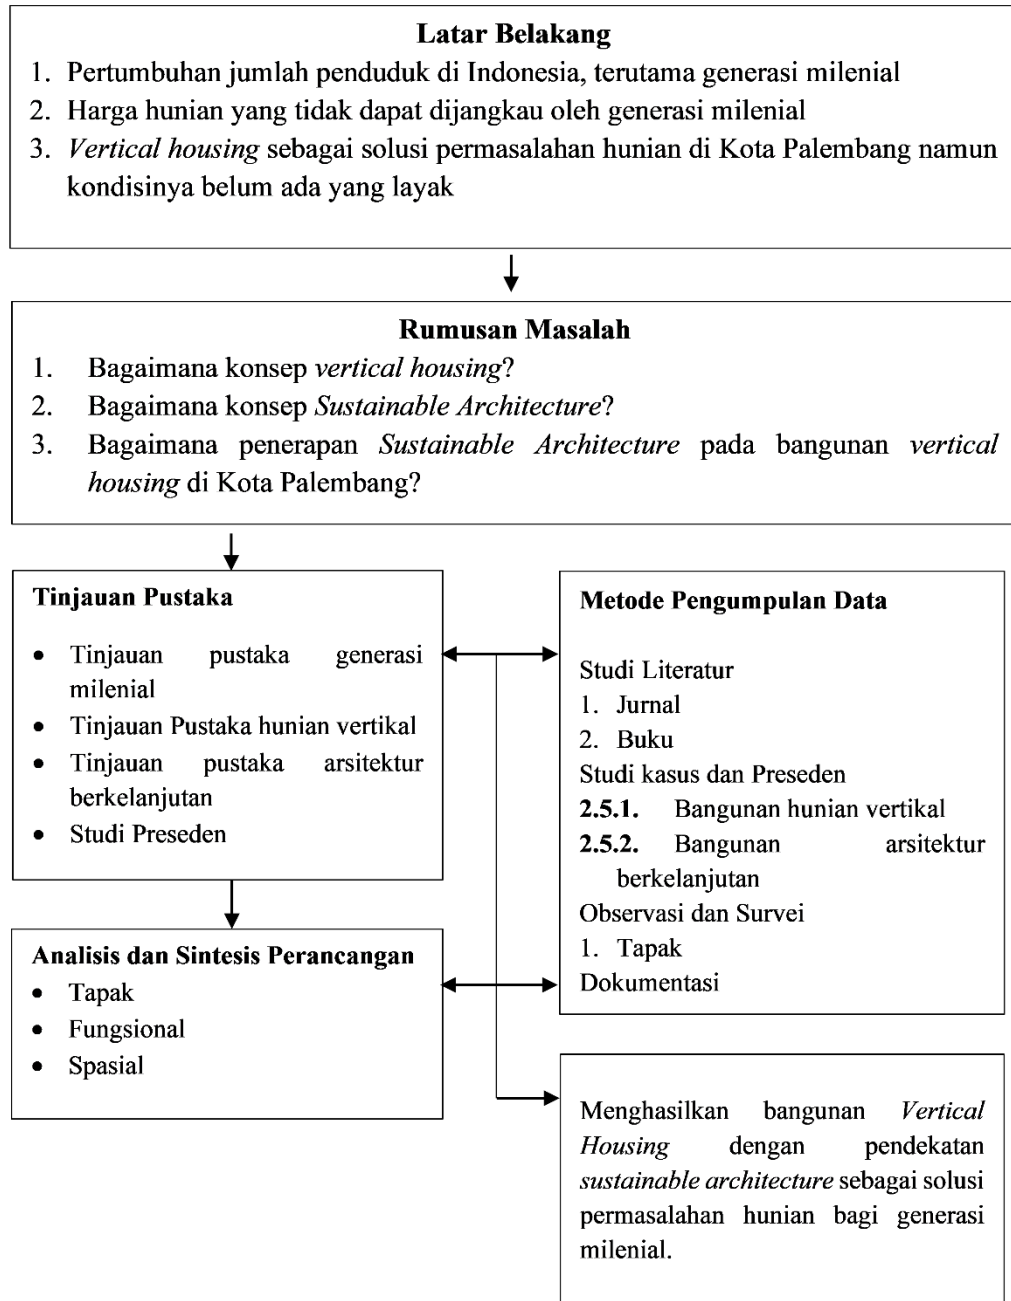 Latar Belakang
1. Pertumbuhan jumlah penduduk di Indonesia, terutama generasi milenial
2. Harga hunian yang tidak dapat dijangkau oleh generasi milenial
3. Vertical housing sebagai solusi permasalahan hunian di Kota Palembang namun
kondisinya belum ada yang layak
Rumusan Masalah
1. Bagaimana konsep vertical housing?
2. Bagaimana konsep Sustainable Architecture?
3. Bagaimana penerapan Sustainable Architecture pada bangunan vertical
housing di Kota Palembang?
Tinjauan Pustaka
• Tinjauan pustaka generasi
milenial
• Tinjauan Pustaka hunian vertikal
• Tinjauan pustaka arsitektur
berkelanjutan
• Studi Preseden
Metode Pengumpulan Data
Studi Literatur
1. Jurnal
2. Buku
Studi kasus dan Preseden
2.5.1. Bangunan hunian vertikal
2.5.2. Bangunan arsitektur
berkelanjutan
Observasi dan Survei
1. Tapak
Dokumentasi
Analisis dan Sintesis Perancangan
• Tapak
• Fungsional
• Spasial
Menghasilkan bangunan Vertical
Housing dengan pendekatan
sustainable architecture sebagai solusi
permasalahan hunian bagi generasi
milenial.